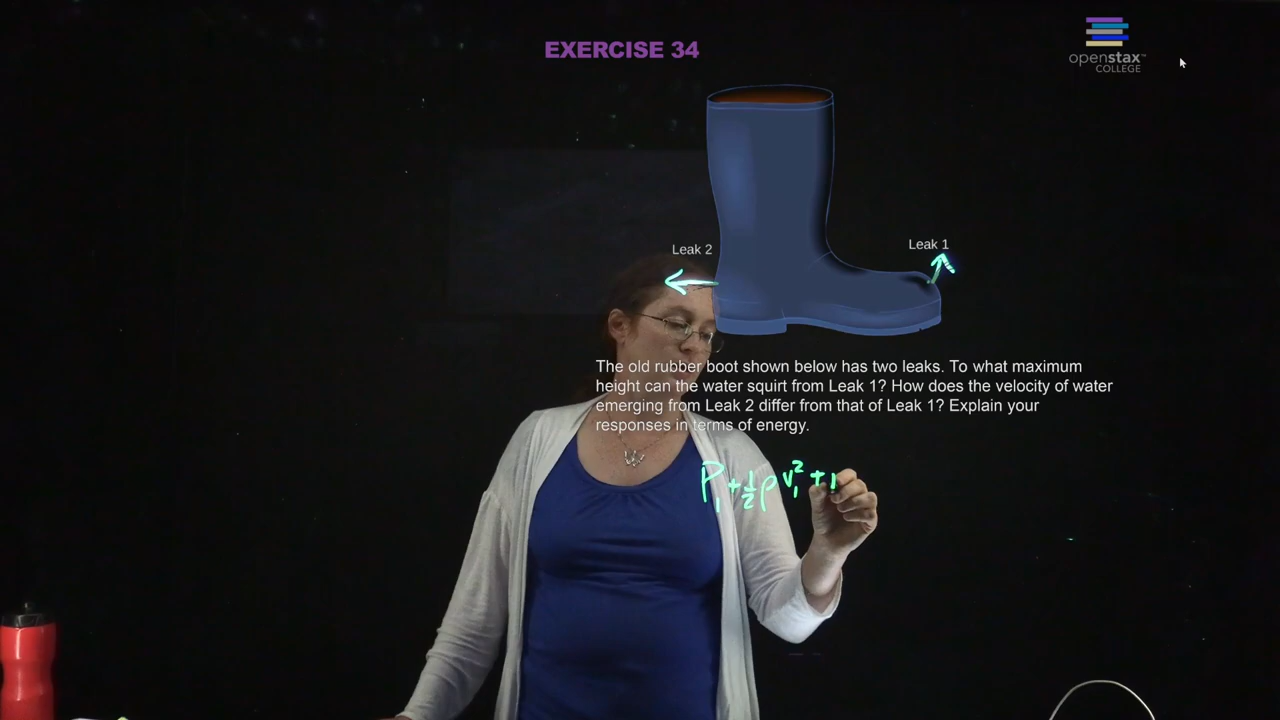 EXERCISE 34
openstax™
COLLEGE
Leak 2
Leak 1
The old rubber boot shown below has two leaks. To what maximum
height can the water squirt from Leak 1? How does the velocity of water
emerging from Leak 2 differ from that of Leak 1? Explain your
responses in terms of energy.
P₁ + ½ρv₁² +